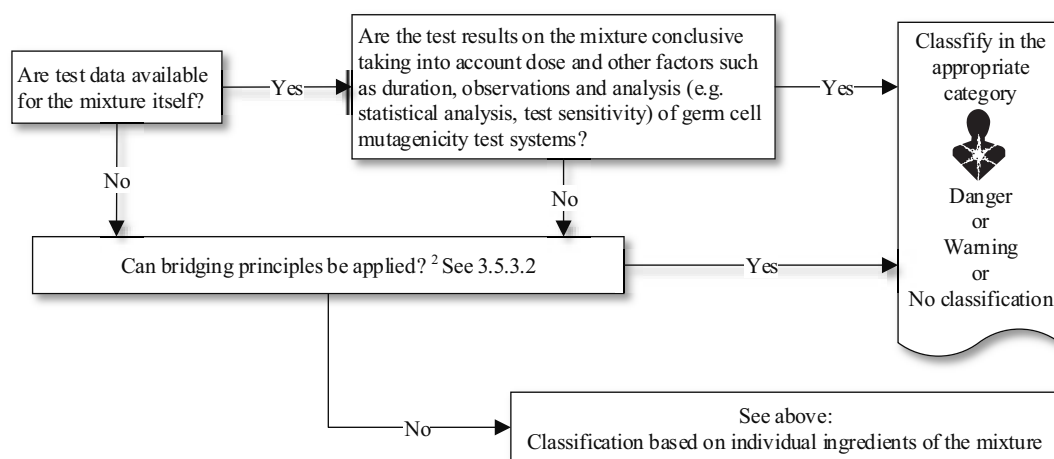 Are test data available
for the mixture itself?
Yes
Are the test results on the mixture conclusive
taking into account dose and other factors such
as duration, observations and analysis (e.g.
statistical analysis, test sensitivity) of germ cell
mutagenicity test systems?
Yes
Classfify in the
appropriate
category
Danger
or
Warning
or
No classification
No
No
Can bridging principles be applied? ² See 3.5.3.2
Yes
No
See above:
Classification based on individual ingredients of the mixture